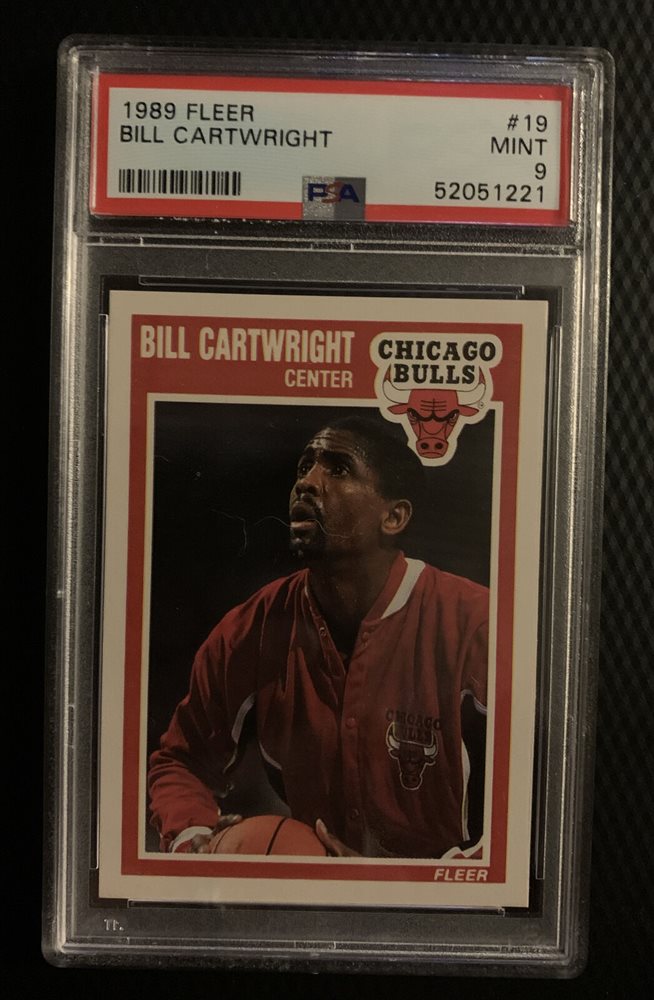 1989 FLEER
BILL CARTWRIGHT
#19
MINT
9
52051221
PSA
BILL CARTWRIGHT
CENTER
CHICAGO
BULLS
CHICAGO
BULLS
FLEER